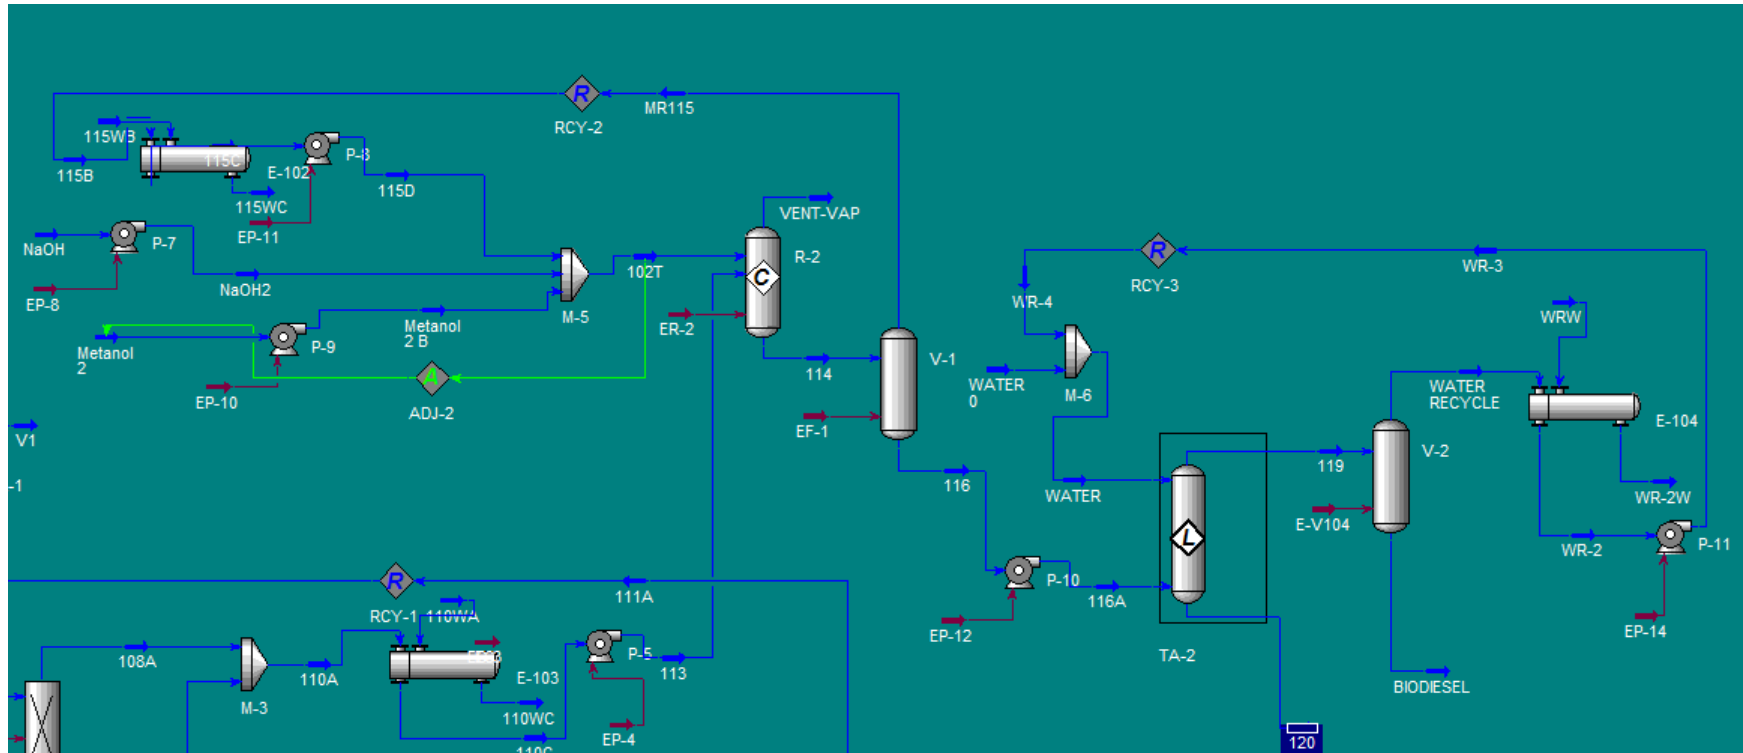 R
MR115
RCY-2
115WB
P-8
115C
E-102
115B
115D
115WC
EP-11
VENT-VAP
NaOH
P-7
R-2
102T
C
R
WR-3
RCY-3
EP-8
NaOH2
WR-4
WRW
M-5
Metanol
2 B
ER-2
Metanol
2
P-9
114
V-1
WATER
0
M-6
WATER
RECYCLE
A
EP-10
ADJ-2
EF-1
E-104
V1
119
V-2
-1
116
WATER
WR-2W
E-V104
L
WR-2
P-11
R
111A
P-10
116A
RCY-1
110WA
EP-12
EP-14
108A
P-5
TA-2
110A
E-103
113
BIODIESEL
M-3
110WC
EP-4
110C
120